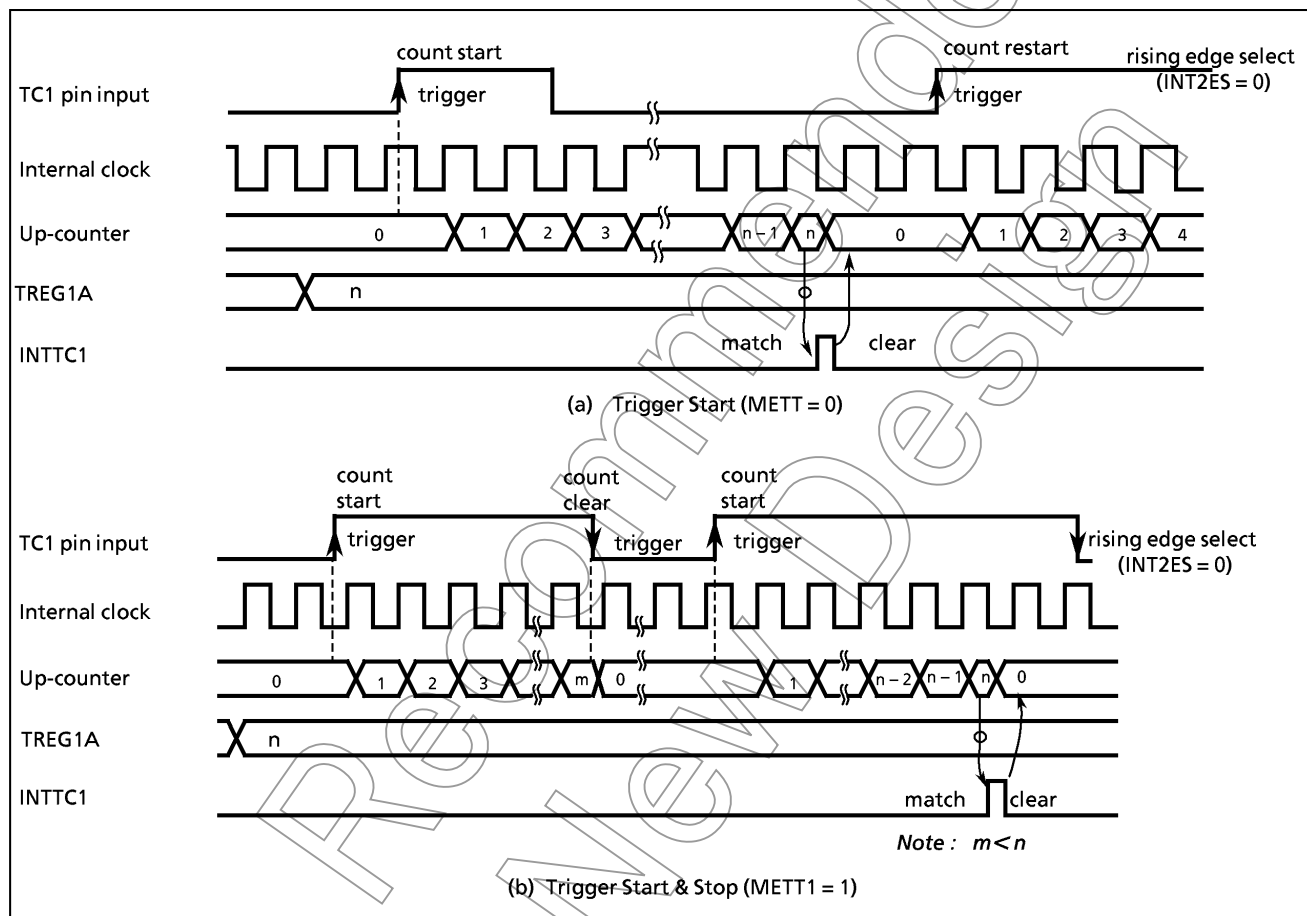 count start
count restart
rising edge select
(INT2ES = 0)
TC1 pin input
trigger
trigger
Internal clock
Up-counter
0 1 2 3 n – 1 n 0 1 2 3 4
TREG1A
n
INTTC1
match
clear
(a) Trigger Start (METT = 0)
count
start
count
clear
count
start
TC1 pin input
trigger
trigger
trigger
rising edge select
(INT2ES = 0)
Internal clock
Up-counter
0 1 2 3 m 0 1 n – 2 n – 1 n 0
TREG1A
n
INTTC1
match
clear
Note : m < n
(b) Trigger Start & Stop (METT1 = 1)
Recommended
New Design